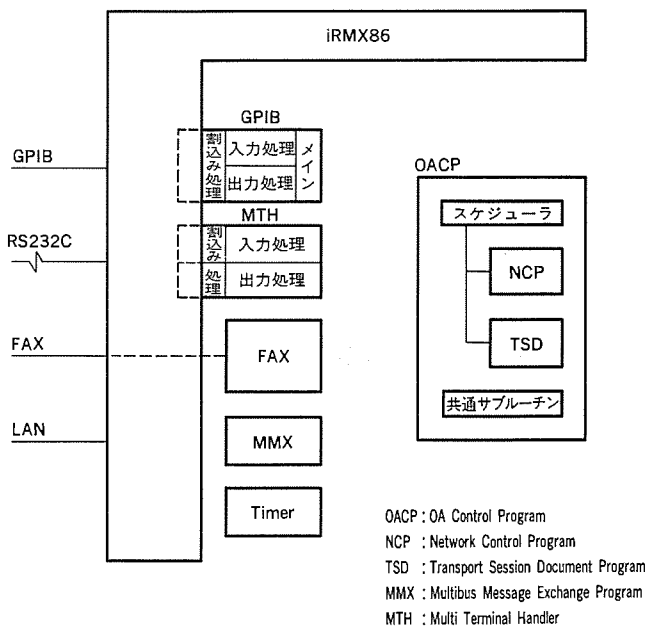 iRMX86
GPIB
割込み処理
入力処理
出力処理
メイン
GPIB
MTH
割込み処理
入力処理
出力処理
RS232C
FAX
FAX
LAN
MMX
Timer
OACP
スケジューラ
NCP
TSD
共通サブルーチン
OACP : OA Control Program
NCP : Network Control Program
TSD : Transport Session Document Program
MMX : Multibus Message Exchange Program
MTH : Multi Terminal Handler